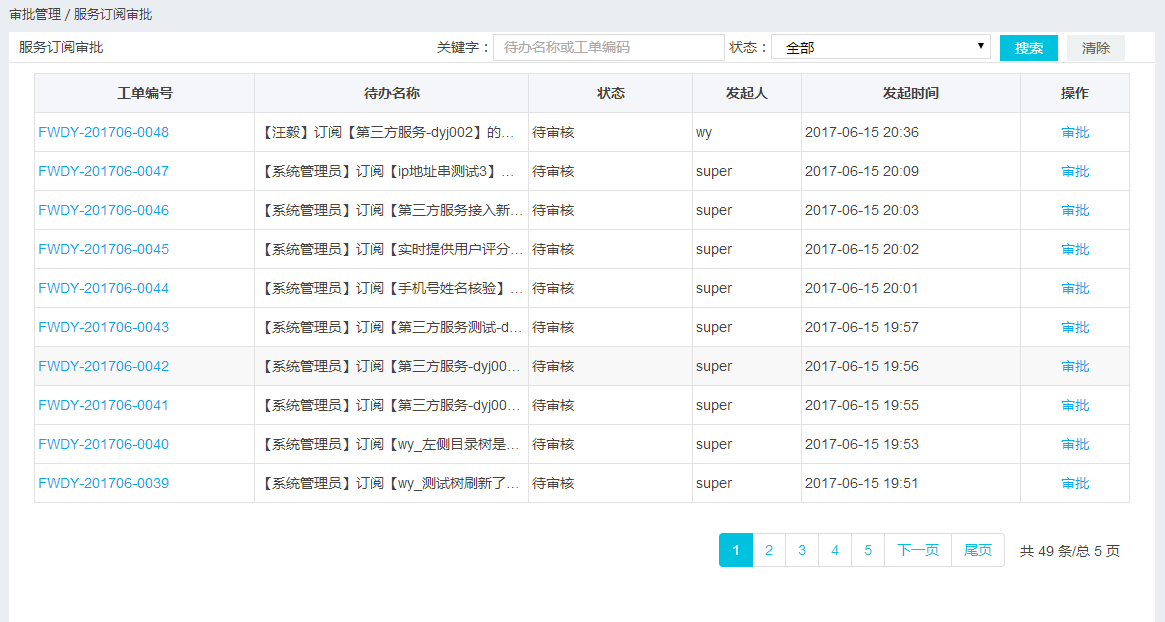 审批管理 / 服务订阅审批
服务订阅审批 关键字： 待办名称或工单编码 状态： 全部 搜索 清除
工单编号 待办名称 状态 发起人 发起时间 操作
FWDY-201706-0048 【汪毅】订阅【第三方服务-dyj002】的... 待审核 wy 2017-06-15 20:36 审批
FWDY-201706-0047 【系统管理员】订阅【ip地址串测试3】... 待审核 super 2017-06-15 20:09 审批
FWDY-201706-0046 【系统管理员】订阅【第三方服务接入新... 待审核 super 2017-06-15 20:03 审批
FWDY-201706-0045 【系统管理员】订阅【实时提供用户评分... 待审核 super 2017-06-15 20:02 审批
FWDY-201706-0044 【系统管理员】订阅【手机号姓名核验】... 待审核 super 2017-06-15 20:01 审批
FWDY-201706-0043 【系统管理员】订阅【第三方服务测试-d... 待审核 super 2017-06-15 19:57 审批
FWDY-201706-0042 【系统管理员】订阅【第三方服务-dyj00... 待审核 super 2017-06-15 19:56 审批
FWDY-201706-0041 【系统管理员】订阅【第三方服务-dyj00... 待审核 super 2017-06-15 19:55 审批
FWDY-201706-0040 【系统管理员】订阅【wy_左侧目录树是... 待审核 super 2017-06-15 19:53 审批
FWDY-201706-0039 【系统管理员】订阅【wy_测试树刷新了... 待审核 super 2017-06-15 19:51 审批
1 2 3 4 5 下一页 尾页 共 49 条/总 5 页